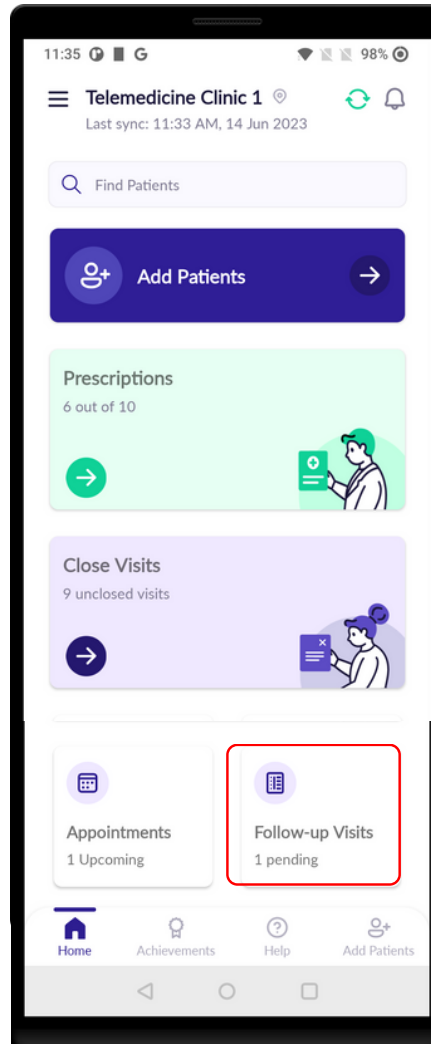 11:35 G 98%
Telemedicine Clinic 1
Last sync: 11:33 AM, 14 Jun 2023
Find Patients
Add Patients
Prescriptions
6 out of 10
Close Visits
9 unclosed visits
Appointments
1 Upcoming
Follow-up Visits
1 pending
Home Achievements Help Add Patients